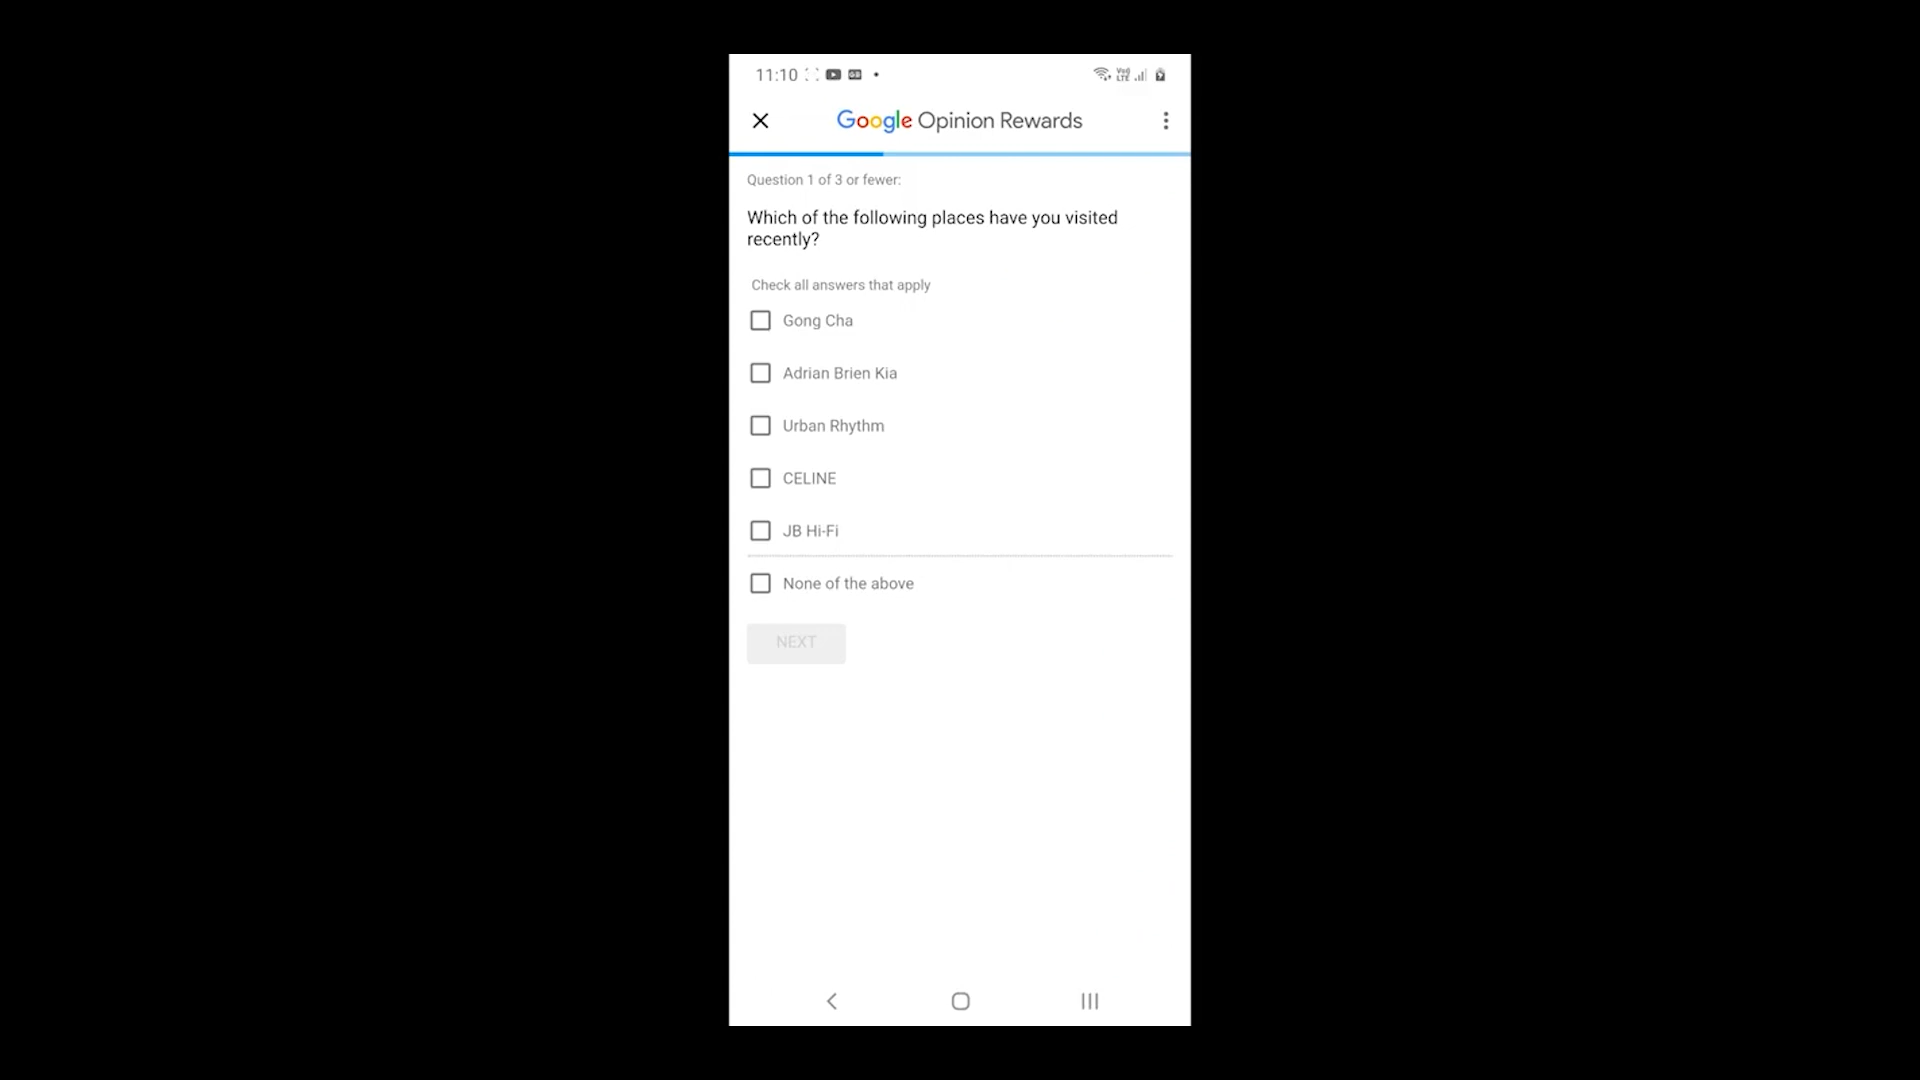 11:10
Google Opinion Rewards
Question 1 of 3 or fewer:
Which of the following places have you visited
recently?
Check all answers that apply
Gong Cha
Adrian Brien Kia
Urban Rhythm
CELINE
JB Hi-Fi
None of the above
NEXT